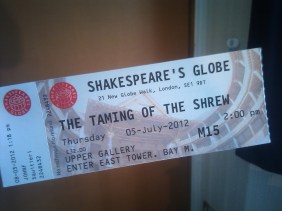 SHAKESPEARE'S GLOBE
21 New Globe Walk, London, SE1 9DT
THE TAMING OF THE SHREW
Thursday 05-July-2012 2:00 pm
UPPER GALLERY M15
ENTER EAST TOWER. BAY M.